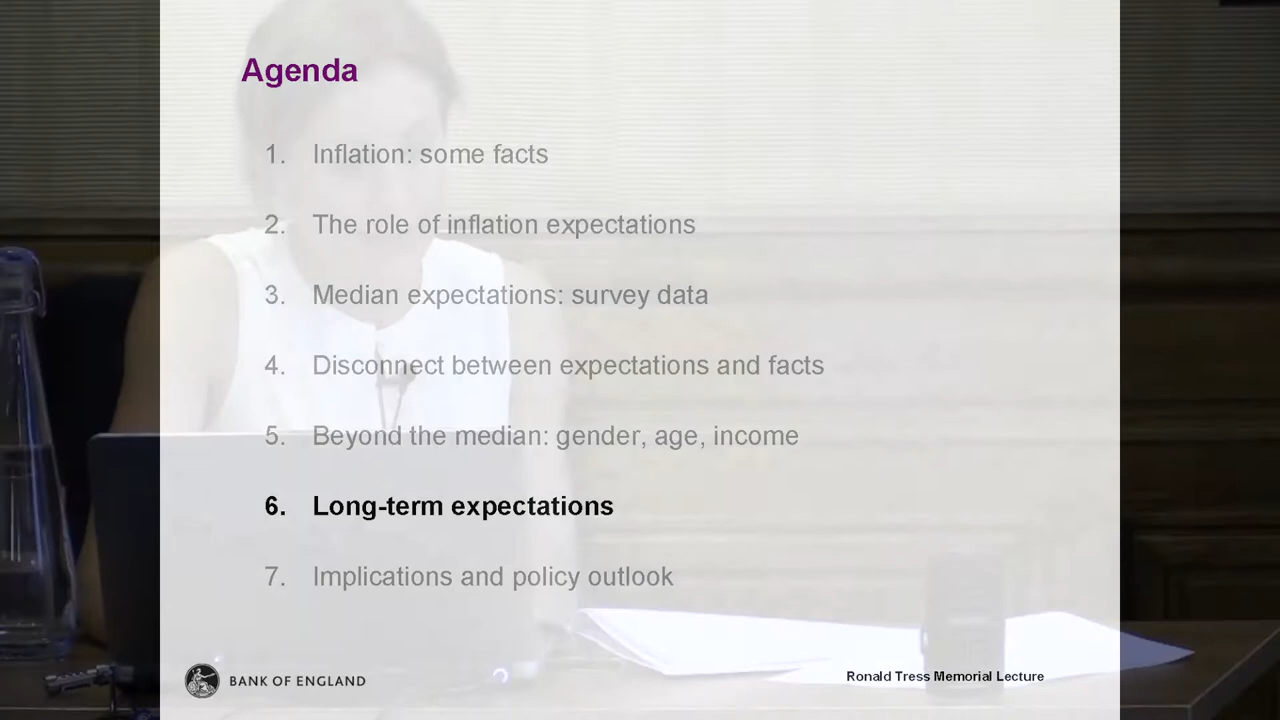 Agenda
1. Inflation: some facts
2. The role of inflation expectations
3. Median expectations: survey data
4. Disconnect between expectations and facts
5. Beyond the median: gender, age, income
6. Long-term expectations
7. Implications and policy outlook
BANK OF ENGLAND
Ronald Tress Memorial Lecture